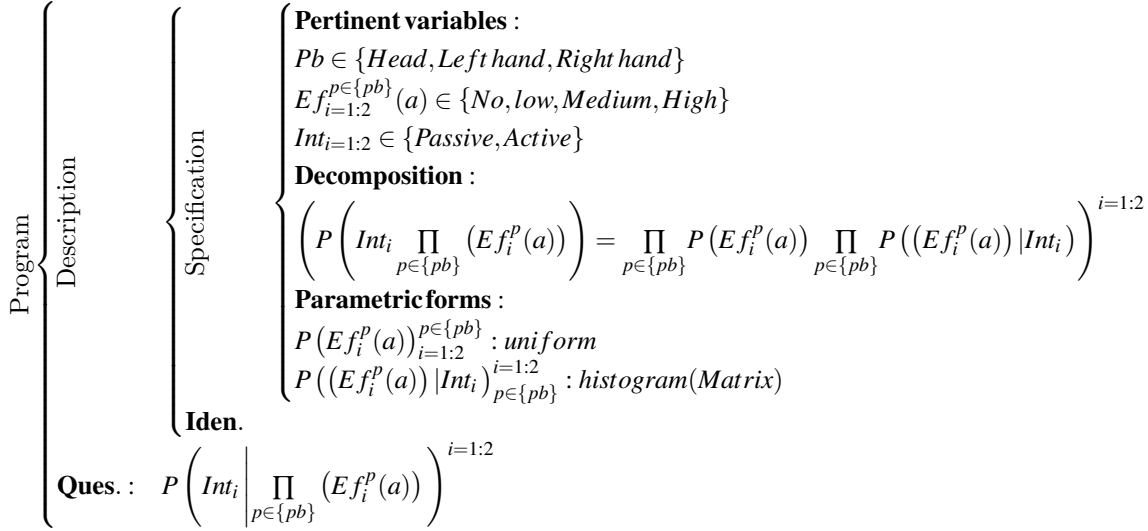 Program
Description
Specification
Pertinent variables :
Pb ∈ {Head, Left hand, Right hand}
Ef_{i=1:2}^{p∈{pb}}(a) ∈ {No, low, Medium, High}
Int_{i=1:2} ∈ {Passive, Active}
Decomposition :
(P(Int_i ∏_{p∈{pb}} (Ef_i^p(a))) = ∏_{p∈{pb}} P(Ef_i^p(a)) ∏_{p∈{pb}} P((Ef_i^p(a)) |Int_i))^{i=1:2}
Parametric forms :
P(Ef_i^p(a))_{i=1:2}^{p∈{pb}} : uniform
P((Ef_i^p(a)) |Int_i)_{p∈{pb}}^{i=1:2} : histogram(Matrix)
Iden.
Ques. : P(Int_i | ∏_{p∈{pb}} (Ef_i^p(a)))^{i=1:2}